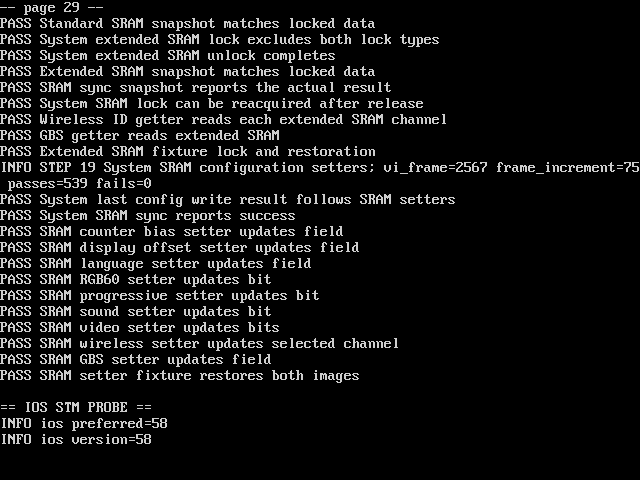 -- page 29 --
PASS Standard SRAM snapshot matches locked data
PASS System extended SRAM lock excludes both lock types
PASS System extended SRAM unlock completes
PASS Extended SRAM snapshot matches locked data
PASS SRAM sync snapshot reports the actual result
PASS System SRAM lock can be reacquired after release
PASS Wireless ID getter reads each extended SRAM channel
PASS GBS getter reads extended SRAM
PASS Extended SRAM fixture lock and restoration
INFO STEP 19 System SRAM configuration setters; vi_frame=2567 frame_increment=75
 passes=539 fails=0
PASS System last config write result follows SRAM setters
PASS System SRAM sync reports success
PASS SRAM counter bias setter updates field
PASS SRAM display offset setter updates field
PASS SRAM language setter updates field
PASS SRAM RGB60 setter updates bit
PASS SRAM progressive setter updates bit
PASS SRAM sound setter updates bit
PASS SRAM video setter updates bits
PASS SRAM wireless setter updates selected channel
PASS SRAM GBS setter updates field
PASS SRAM setter fixture restores both images
== IOS STM PROBE ==
INFO ios preferred=58
INFO ios version=58